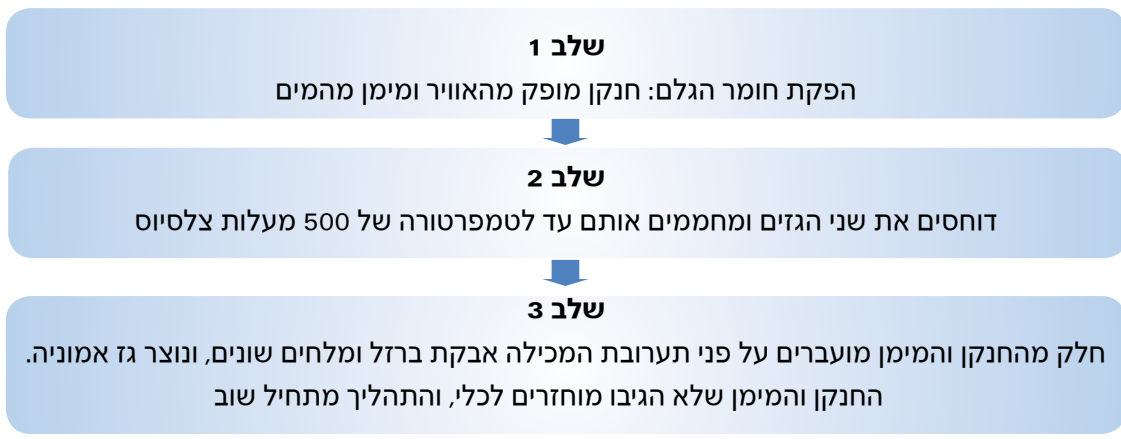 שלב 1
הפקת חומר הגלם: חנקן מופק מהאוויר ומימן מהמים
שלב 2
דוחסים את שני הגזים ומחממים אותם עד לטמפרטורה של 500 מעלות צלסיוס
שלב 3
חלק מהחנקן והמימן מועברים על פני תערובת המכילה אבקת ברזל ומלחים שונים, ונוצר גז אמוניה.
החנקן והמימן שלא הגיבו מוחזרים לכלי, והתהליך מתחיל שוב